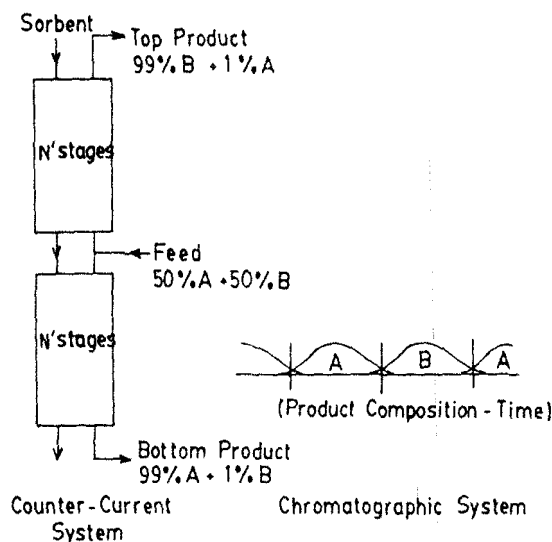 Sorbent
Top Product
99% B + 1% A
N' stages
Feed
50% A + 50% B
N' stages
A
B
A
(Product Composition - Time)
Bottom Product
99% A + 1% B
Counter-Current
System
Chromatographic System